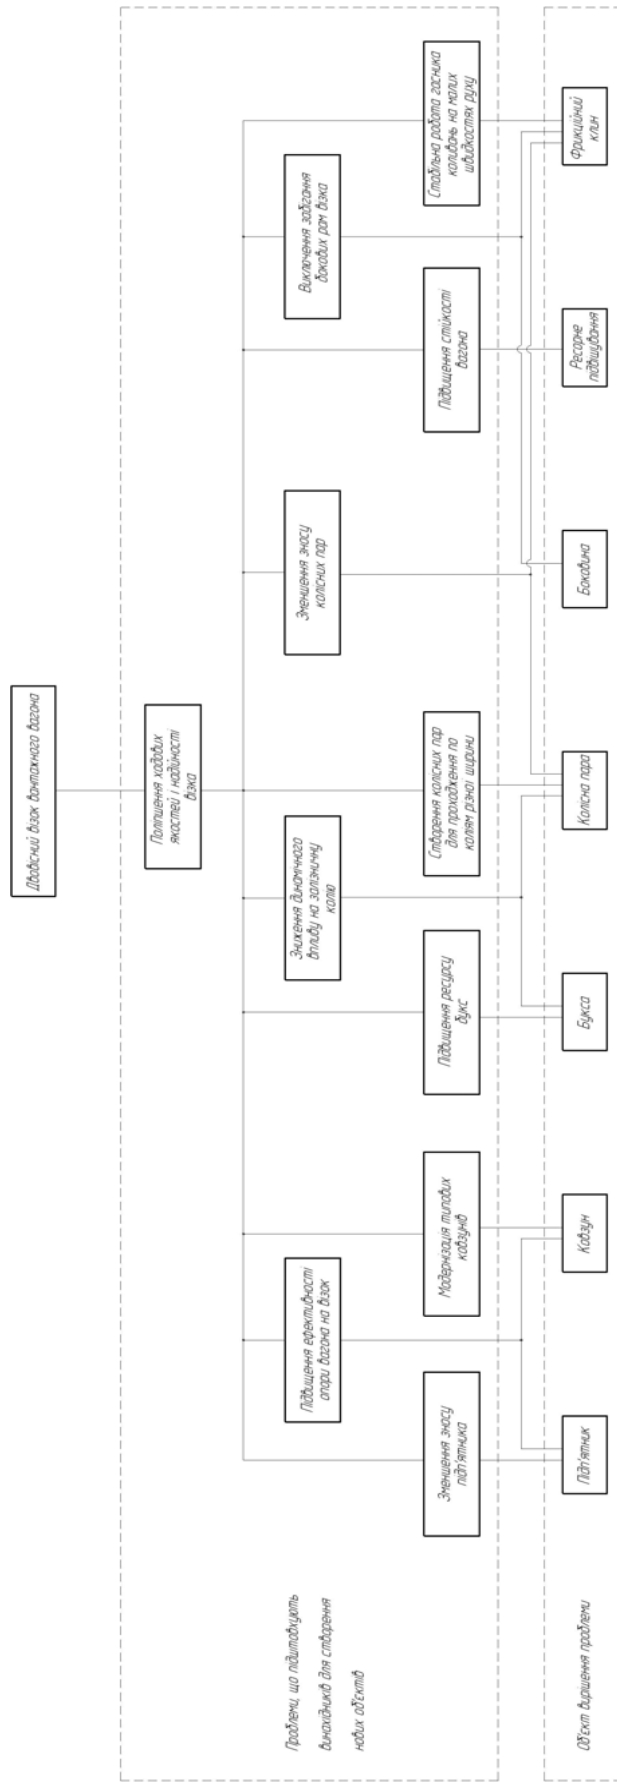 Двовісний візок вантажного вагона
Поліпшення ходових
якостей і надійності
візка
Проблеми, що підштовхують
винахідників для створення
нових об'єктів
Підвищення ефективності
опори вагона на візок
Зниження динамічного
впливу на залізничну
колію
Зменшення зносу
колісних пар
Виключення забігання
бокових рам візка
Зменшення зносу
підп'ятника
Модернізація типових
ковзунів
Підвищення ресурсу
букс
Створення колісних пар
для проходження по
коліям різної ширини
Підвищення стійкості
вагона
Стабільна робота гасника
коливань на малих
швидкостях руху
Об'єкт вирішення проблеми
Підп'ятник
Ковзун
Букса
Колісна пара
Боковина
Ресорне
підвішування
Фрикційний
клин